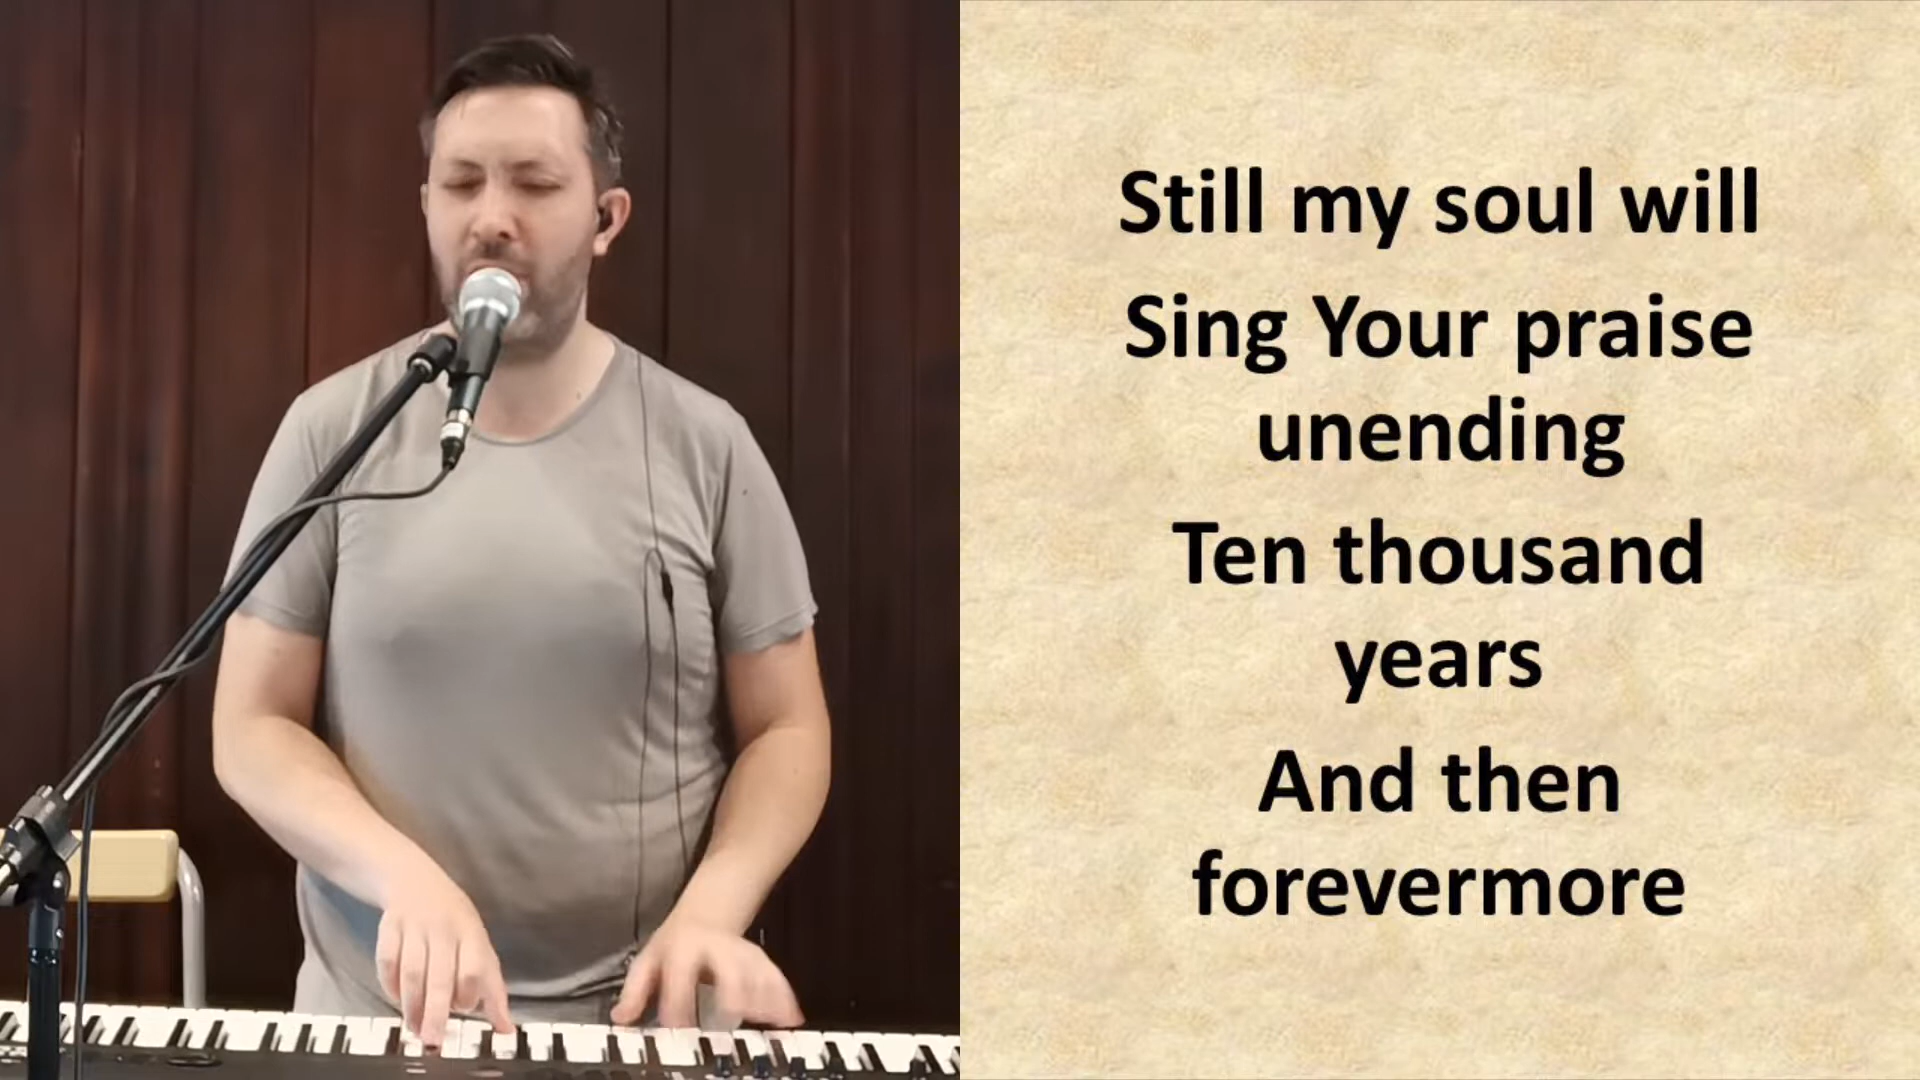 Still my soul will
Sing Your praise
unending
Ten thousand
years
And then
forevermore